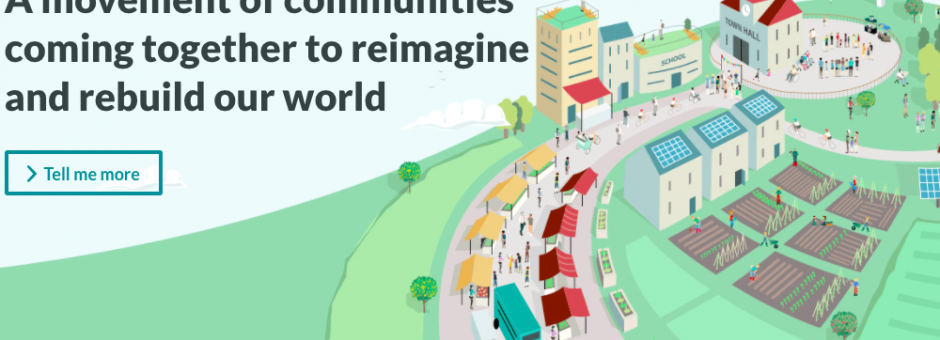 A movement of communities
coming together to reimagine
and rebuild our world
Tell me more
TOWN HALL
SCHOOL